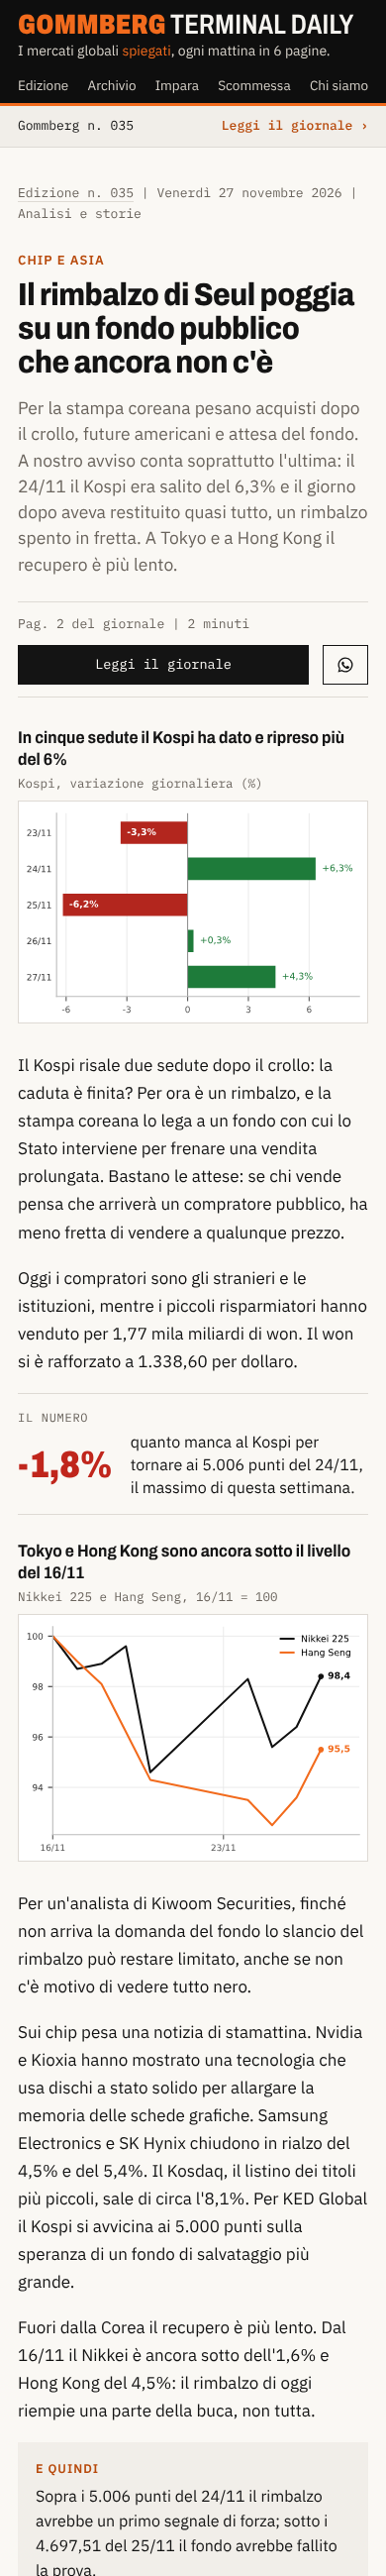 GOMMBERG TERMINAL DAILY
I mercati globali spiegati, ogni mattina in 6 pagine.
Edizione Archivio Impara Scommessa Chi siamo
Gommberg n. 035 Leggi il giornale ›
Edizione n. 035 | Venerdì 27 novembre 2026 |
Analisi e storie
CHIP E ASIA
Il rimbalzo di Seul poggia
su un fondo pubblico
che ancora non c'è
Per la stampa coreana pesano acquisti dopo
il crollo, future americani e attesa del fondo.
A nostro avviso conta soprattutto l'ultima: il
24/11 il Kospi era salito del 6,3% e il giorno
dopo aveva restituito quasi tutto, un rimbalzo
spento in fretta. A Tokyo e a Hong Kong il
recupero è più lento.
Pag. 2 del giornale | 2 minuti
Leggi il giornale
In cinque sedute il Kospi ha dato e ripreso più
del 6%
Kospi, variazione giornaliera (%)
23/11 -3,3%
24/11 +6,3%
25/11 -6,2%
26/11 +0,3%
27/11 +4,3%
-6 -3 0 3 6
Il Kospi risale due sedute dopo il crollo: la
caduta è finita? Per ora è un rimbalzo, e la
stampa coreana lo lega a un fondo con cui lo
Stato interviene per frenare una vendita
prolungata. Bastano le attese: se chi vende
pensa che arriverà un compratore pubblico, ha
meno fretta di vendere a qualunque prezzo.
Oggi i compratori sono gli stranieri e le
istituzioni, mentre i piccoli risparmiatori hanno
venduto per 1,77 mila miliardi di won. Il won
si è rafforzato a 1.338,60 per dollaro.
IL NUMERO
-1,8%
quanto manca al Kospi per
tornare ai 5.006 punti del 24/11,
il massimo di questa settimana.
Tokyo e Hong Kong sono ancora sotto il livello
del 16/11
Nikkei 225 e Hang Seng, 16/11 = 100
100
98
96
94
Nikkei 225
Hang Seng
98,4
95,5
16/11 23/11
Per un'analista di Kiwoom Securities, finché
non arriva la domanda del fondo lo slancio del
rimbalzo può restare limitato, anche se non
c'è motivo di vedere tutto nero.
Sui chip pesa una notizia di stamattina. Nvidia
e Kioxia hanno mostrato una tecnologia che
usa dischi a stato solido per allargare la
memoria delle schede grafiche. Samsung
Electronics e SK Hynix chiudono in rialzo del
4,5% e del 5,4%. Il Kosdaq, il listino dei titoli
più piccoli, sale di circa l'8,1%. Per KED Global
il Kospi si avvicina ai 5.000 punti sulla
speranza di un fondo di salvataggio più
grande.
Fuori dalla Corea il recupero è più lento. Dal
16/11 il Nikkei è ancora sotto dell'1,6% e
Hong Kong del 4,5%: il rimbalzo di oggi
riempie una parte della buca, non tutta.
E QUINDI
Sopra i 5.006 punti del 24/11 il rimbalzo
avrebbe un primo segnale di forza; sotto i
4.697,51 del 25/11 il fondo avrebbe fallito
la prova.